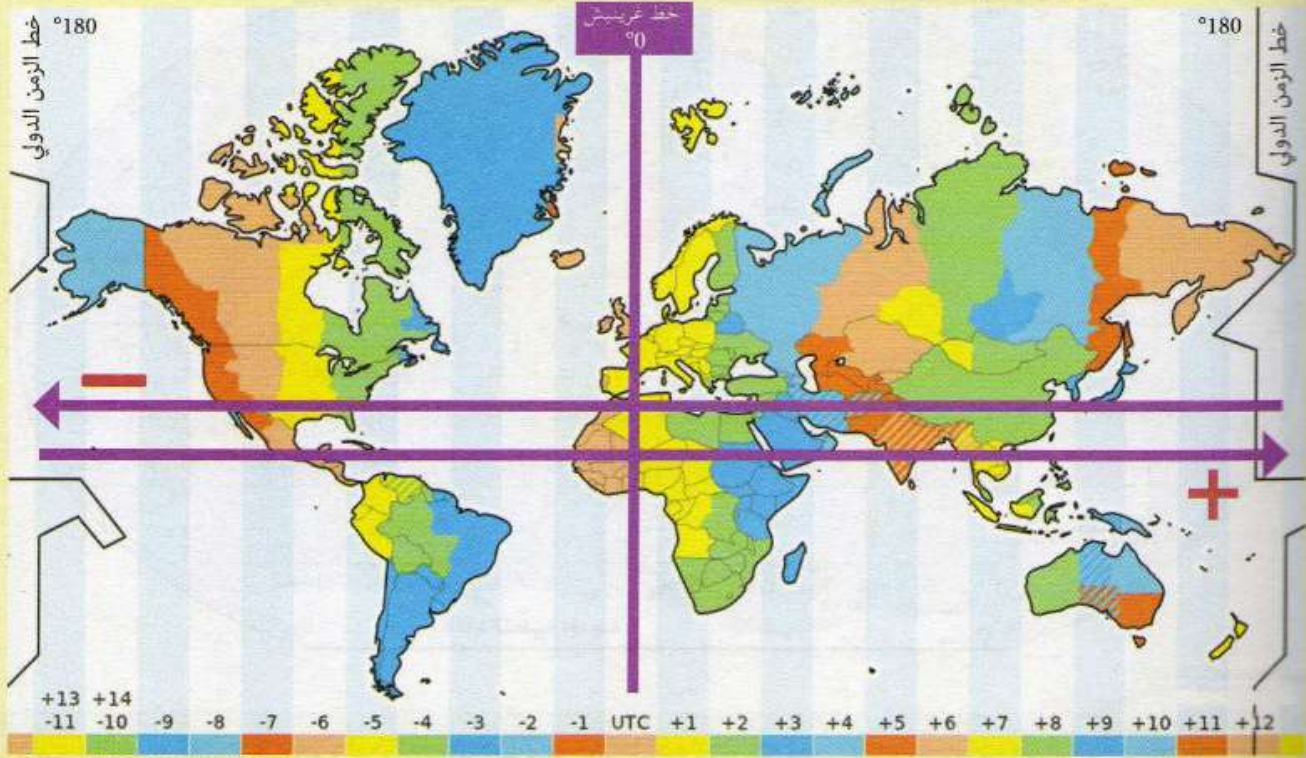 خط الزمن الدولي
°180
خط غرينيتش
°0
°180
خط الزمن الدولي
+13 +14
-11 -10 -9 -8 -7 -6 -5 -4 -3 -2 -1 UTC +1 +2 +3 +4 +5 +6 +7 +8 +9 +10 +11 +12